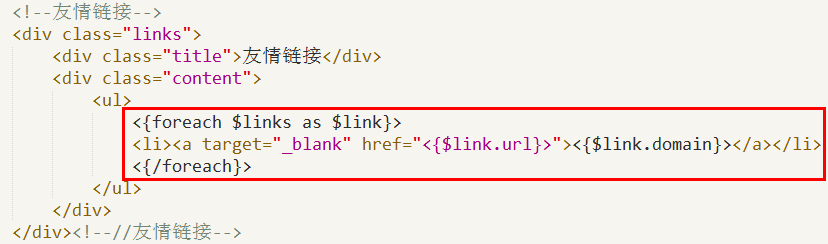 <!--友情链接-->
<div class="links">
    <div class="title">友情链接</div>
    <div class="content">
        <ul>
            <{foreach $links as $link}>
            <li><a target="_blank" href="<{$link.url}>"><{$link.domain}></a></li>
            <{/foreach}>
        </ul>
    </div>
</div><!--//友情链接-->